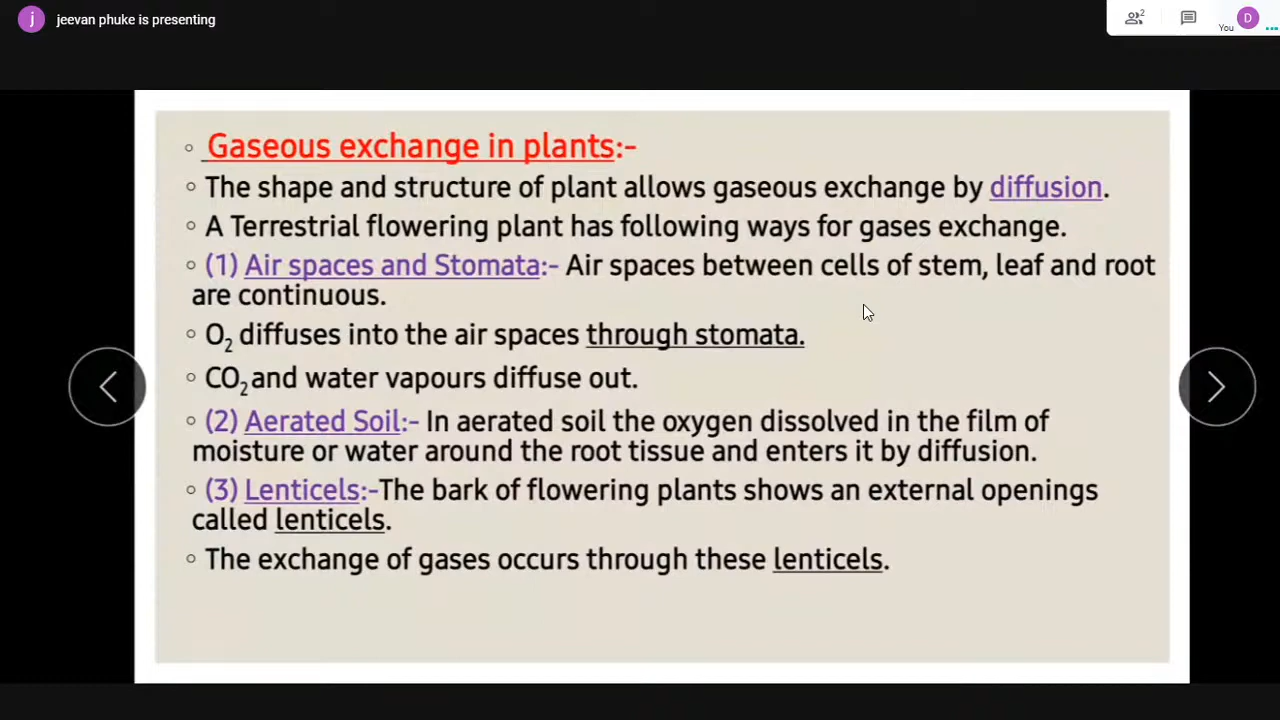 j jeevan phuke is presenting
2
You D
Gaseous exchange in plants:-
The shape and structure of plant allows gaseous exchange by diffusion.
A Terrestrial flowering plant has following ways for gases exchange.
(1) Air spaces and Stomata:- Air spaces between cells of stem, leaf and root
are continuous.
O₂ diffuses into the air spaces through stomata.
CO₂ and water vapours diffuse out.
(2) Aerated Soil:- In aerated soil the oxygen dissolved in the film of
moisture or water around the root tissue and enters it by diffusion.
(3) Lenticels:-The bark of flowering plants shows an external openings
called lenticels.
The exchange of gases occurs through these lenticels.